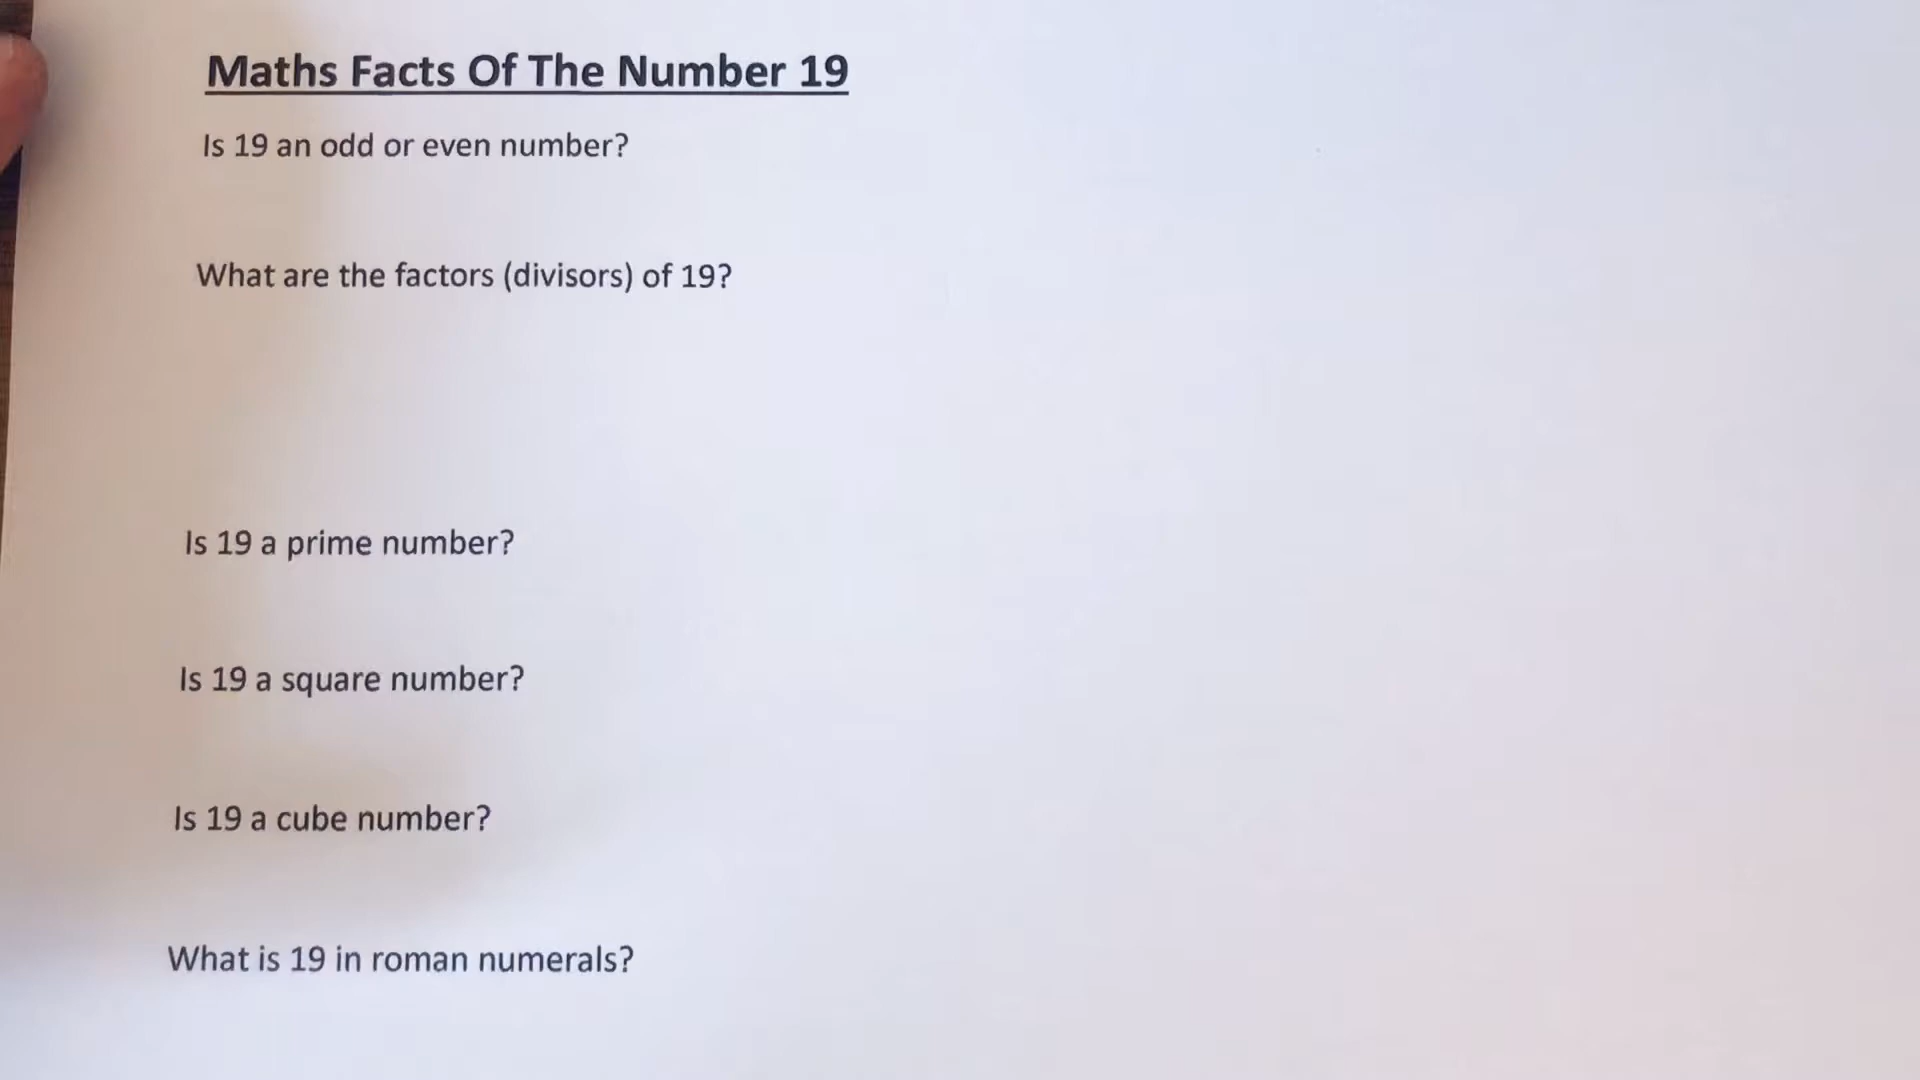 Maths Facts Of The Number 19
Is 19 an odd or even number?
What are the factors (divisors) of 19?
Is 19 a prime number?
Is 19 a square number?
Is 19 a cube number?
What is 19 in roman numerals?